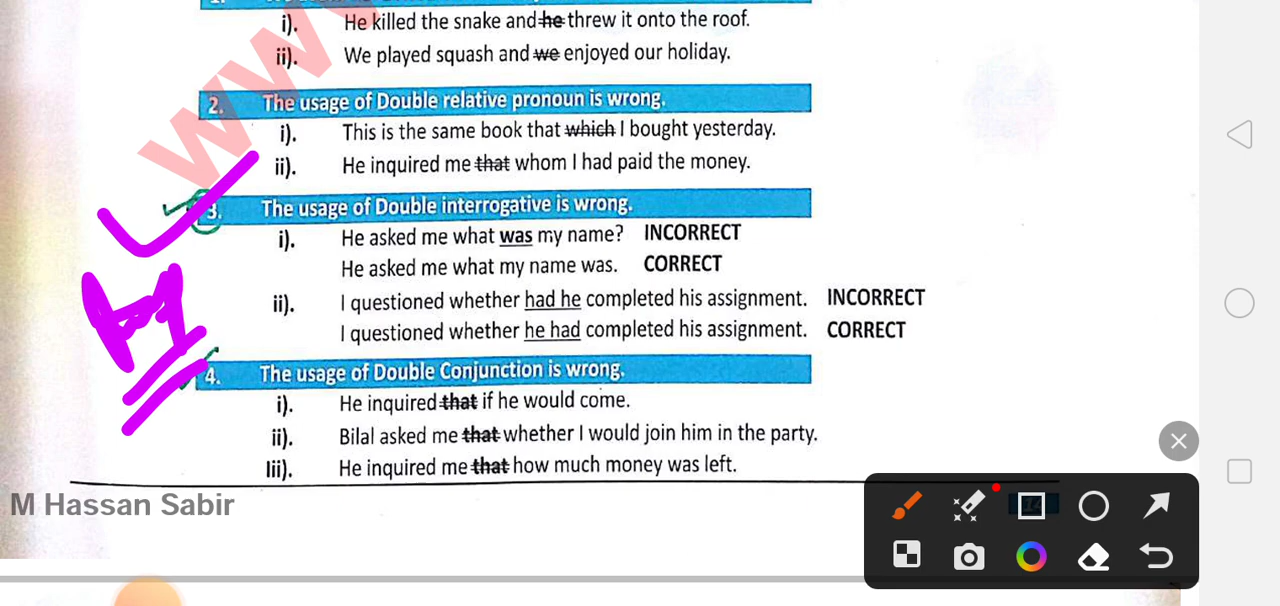 i). He killed the snake and he threw it onto the roof.
ii). We played squash and we enjoyed our holiday.
2. The usage of Double relative pronoun is wrong.
i). This is the same book that which I bought yesterday.
ii). He inquired me that whom I had paid the money.
3. The usage of Double interrogative is wrong.
i). He asked me what was my name? INCORRECT
He asked me what my name was. CORRECT
ii). I questioned whether had he completed his assignment. INCORRECT
I questioned whether he had completed his assignment. CORRECT
4. The usage of Double Conjunction is wrong.
i). He inquired that if he would come.
ii). Bilal asked me that whether I would join him in the party.
Iii). He inquired me that how much money was left.
M Hassan Sabir
ww